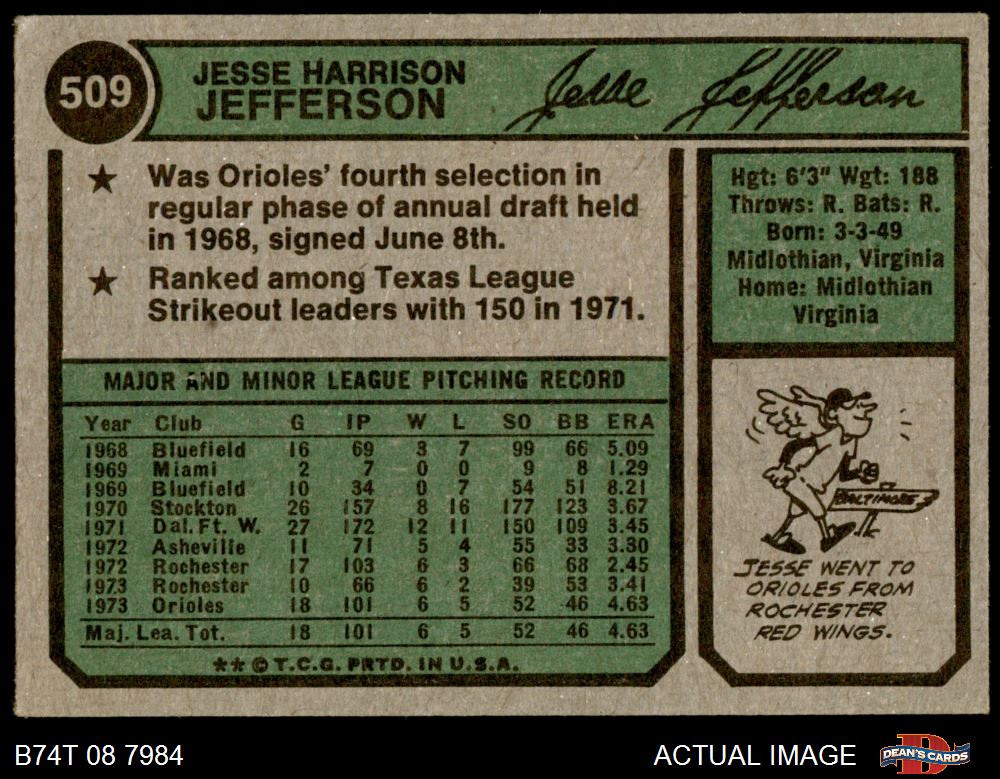 509
JESSE HARRISON
JEFFERSON
Jesse Jefferson
★ Was Orioles' fourth selection in
regular phase of annual draft held
in 1968, signed June 8th.
★ Ranked among Texas League
Strikeout leaders with 150 in 1971.
Hgt: 6'3" Wgt: 188
Throws: R. Bats: R.
Born: 3-3-49
Midlothian, Virginia
Home: Midlothian
Virginia
MAJOR AND MINOR LEAGUE PITCHING RECORD
Year Club G IP W L SO BB ERA
1968 Bluefield 16 69 3 7 99 66 5.09
1969 Miami 2 7 0 0 9 8 1.29
1969 Bluefield 10 34 0 7 54 51 8.21
1970 Stockton 26 157 8 16 177 123 3.67
1971 Dal. Ft. W. 27 172 12 11 150 109 3.45
1972 Asheville 11 71 5 4 55 33 3.30
1972 Rochester 17 103 6 3 66 68 2.45
1973 Rochester 10 66 6 2 39 53 3.41
1973 Orioles 18 101 6 5 52 46 4.63
Maj. Lea. Tot. 18 101 6 5 52 46 4.63
★★ © T.C.G. PRTD. IN U.S.A.
BALTIMORE
JESSE WENT TO
ORIOLES FROM
ROCHESTER
RED WINGS.
B74T 08 7984
ACTUAL IMAGE
D
DEAN'S CARDS